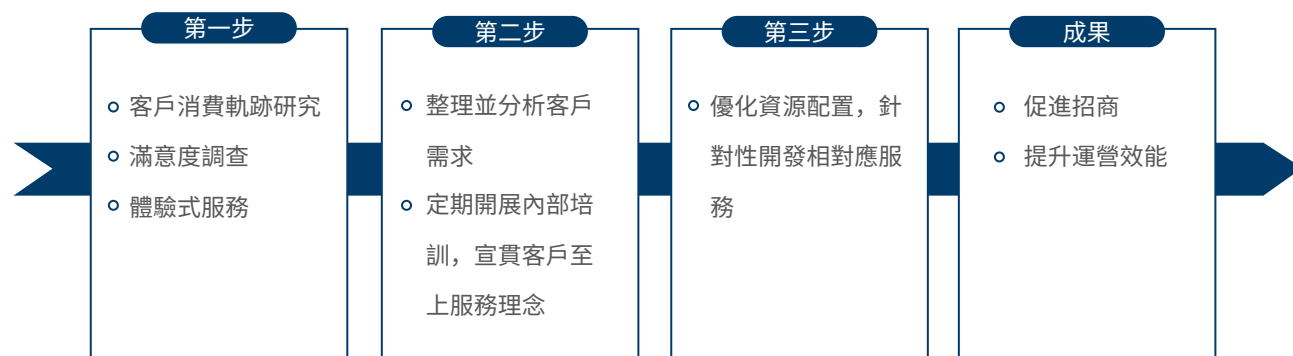 第一步
客戶消費軌跡研究
滿意度調查
體驗式服務
第二步
整理並分析客戶
需求
定期開展內部培
訓，宣貫客戶至
上服務理念
第三步
優化資源配置，針
對性開發相對應服
務
成果
促進招商
提升運營效能